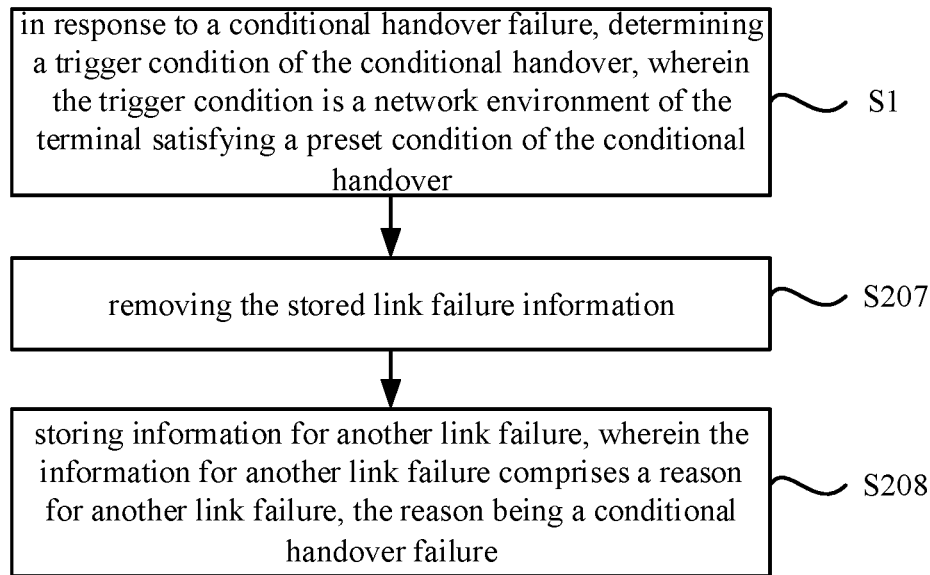 in response to a conditional handover failure, determining
a trigger condition of the conditional handover, wherein
the trigger condition is a network environment of the
terminal satisfying a preset condition of the conditional
handover
S1
removing the stored link failure information
S207
storing information for another link failure, wherein the
information for another link failure comprises a reason
for another link failure, the reason being a conditional
handover failure
S208